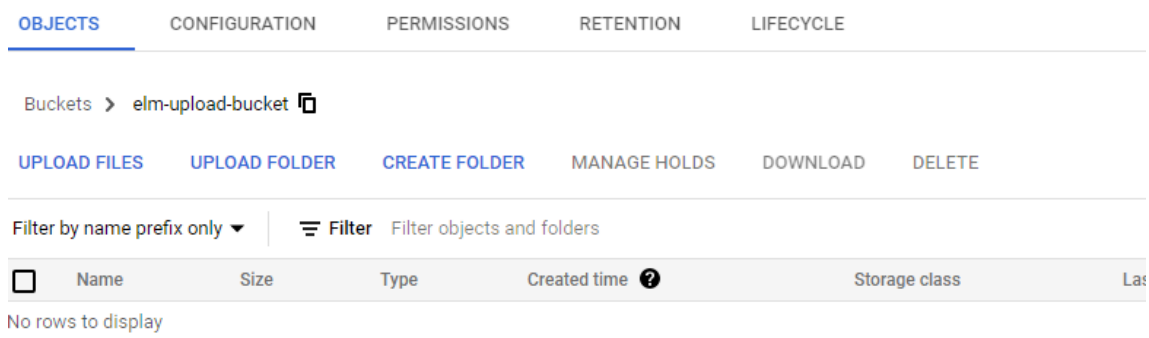 OBJECTS CONFIGURATION PERMISSIONS RETENTION LIFECYCLE
Buckets > elm-upload-bucket
UPLOAD FILES UPLOAD FOLDER CREATE FOLDER MANAGE HOLDS DOWNLOAD DELETE
Filter by name prefix only Filter Filter objects and folders
Name Size Type Created time ? Storage class Las
No rows to display